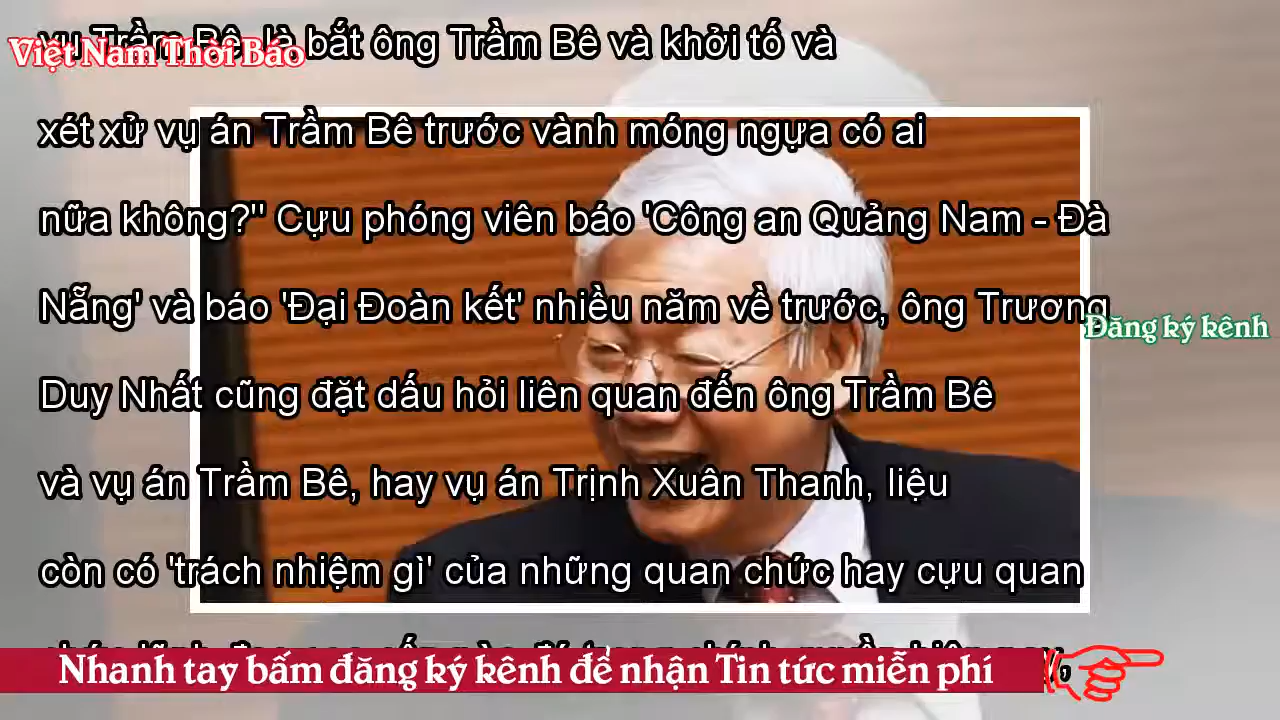 vụ Trầm Bê, là bắt ông Trầm Bê và khởi tố và
Việt Nam Thời Báo
xét xử vụ án Trầm Bê trước vành móng ngựa có ai
nữa không?" Cựu phóng viên báo 'Công an Quảng Nam - Đà
Nẵng' và báo 'Đại Đoàn kết' nhiều năm về trước, ông Trương
Đăng ký kênh
Duy Nhất cũng đặt dấu hỏi liên quan đến ông Trầm Bê
và vụ án Trầm Bê, hay vụ án Trịnh Xuân Thanh, liệu
còn có 'trách nhiệm gì' của những quan chức hay cựu quan
Nhanh tay bấm đăng ký kênh để nhận Tin tức miễn phí